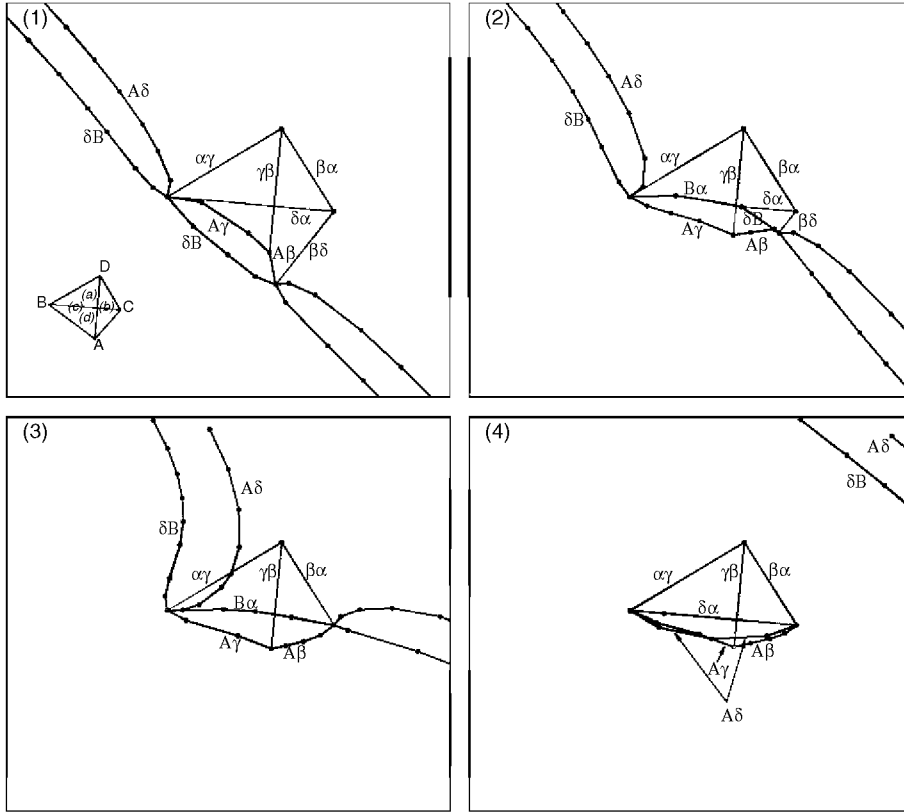 (1)
Aδ
δB
αγ
γβ
βα
δα
Aγ
δB
Aβ
βδ
D
B
(a)
(c)
(b)
C
(d)
A
(2)
Aδ
δB
αγ
γβ
βα
Bα
δα
δB
βδ
Aγ
Aβ
(3)
Aδ
δB
αγ
γβ
βα
Bα
Aγ
Aβ
(4)
Aδ
δB
αγ
γβ
βα
δα
Aγ
Aβ
Aδ